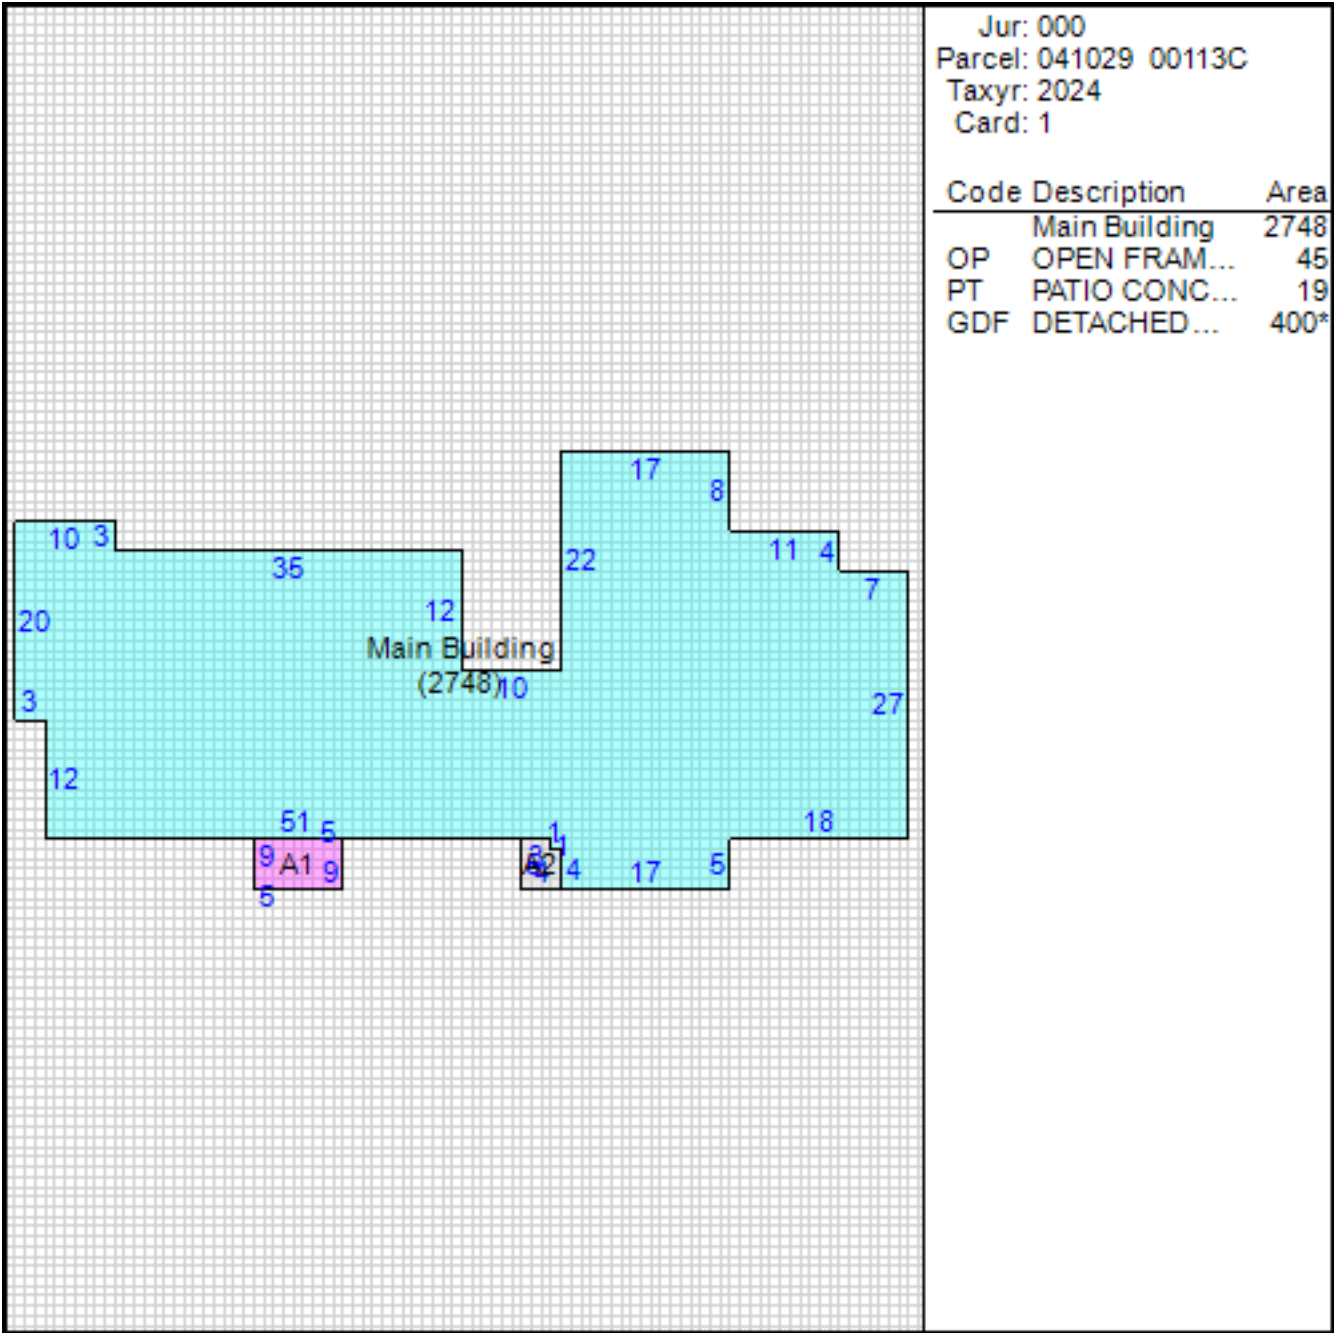 Jur: 000
Parcel: 041029 00113C
Taxyr: 2024
Card: 1
Code Description Area
Main Building 2748
OP OPEN FRAM... 45
PT PATIO CONC... 19
GDF DETACHED... 400*
17
8
10 3
35
22
11 4
7
20
12
Main Building
(2748)
10
3
27
12
51
5
1
1
18
9
A1
9
5
A2
4
17
5